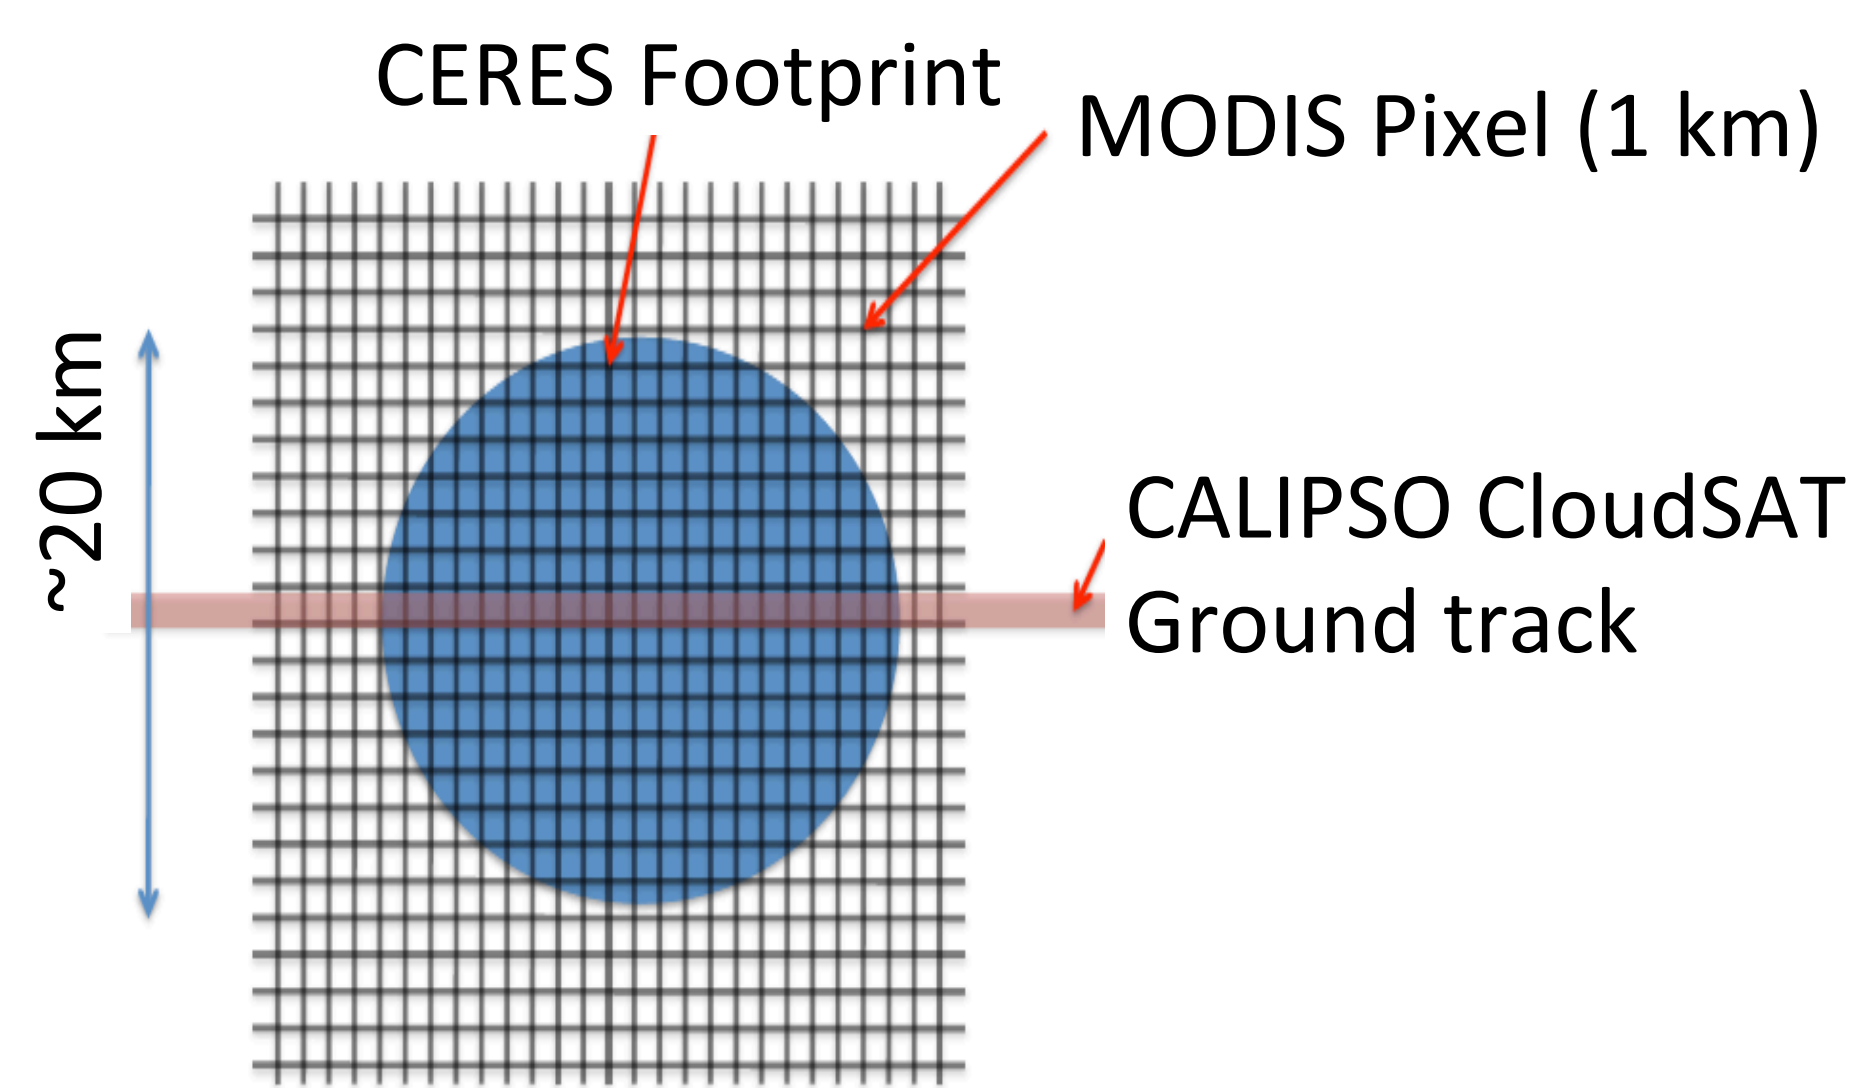 CERES Footprint
MODIS Pixel (1 km)
~20 km
CALIPSO CloudSAT
Ground track